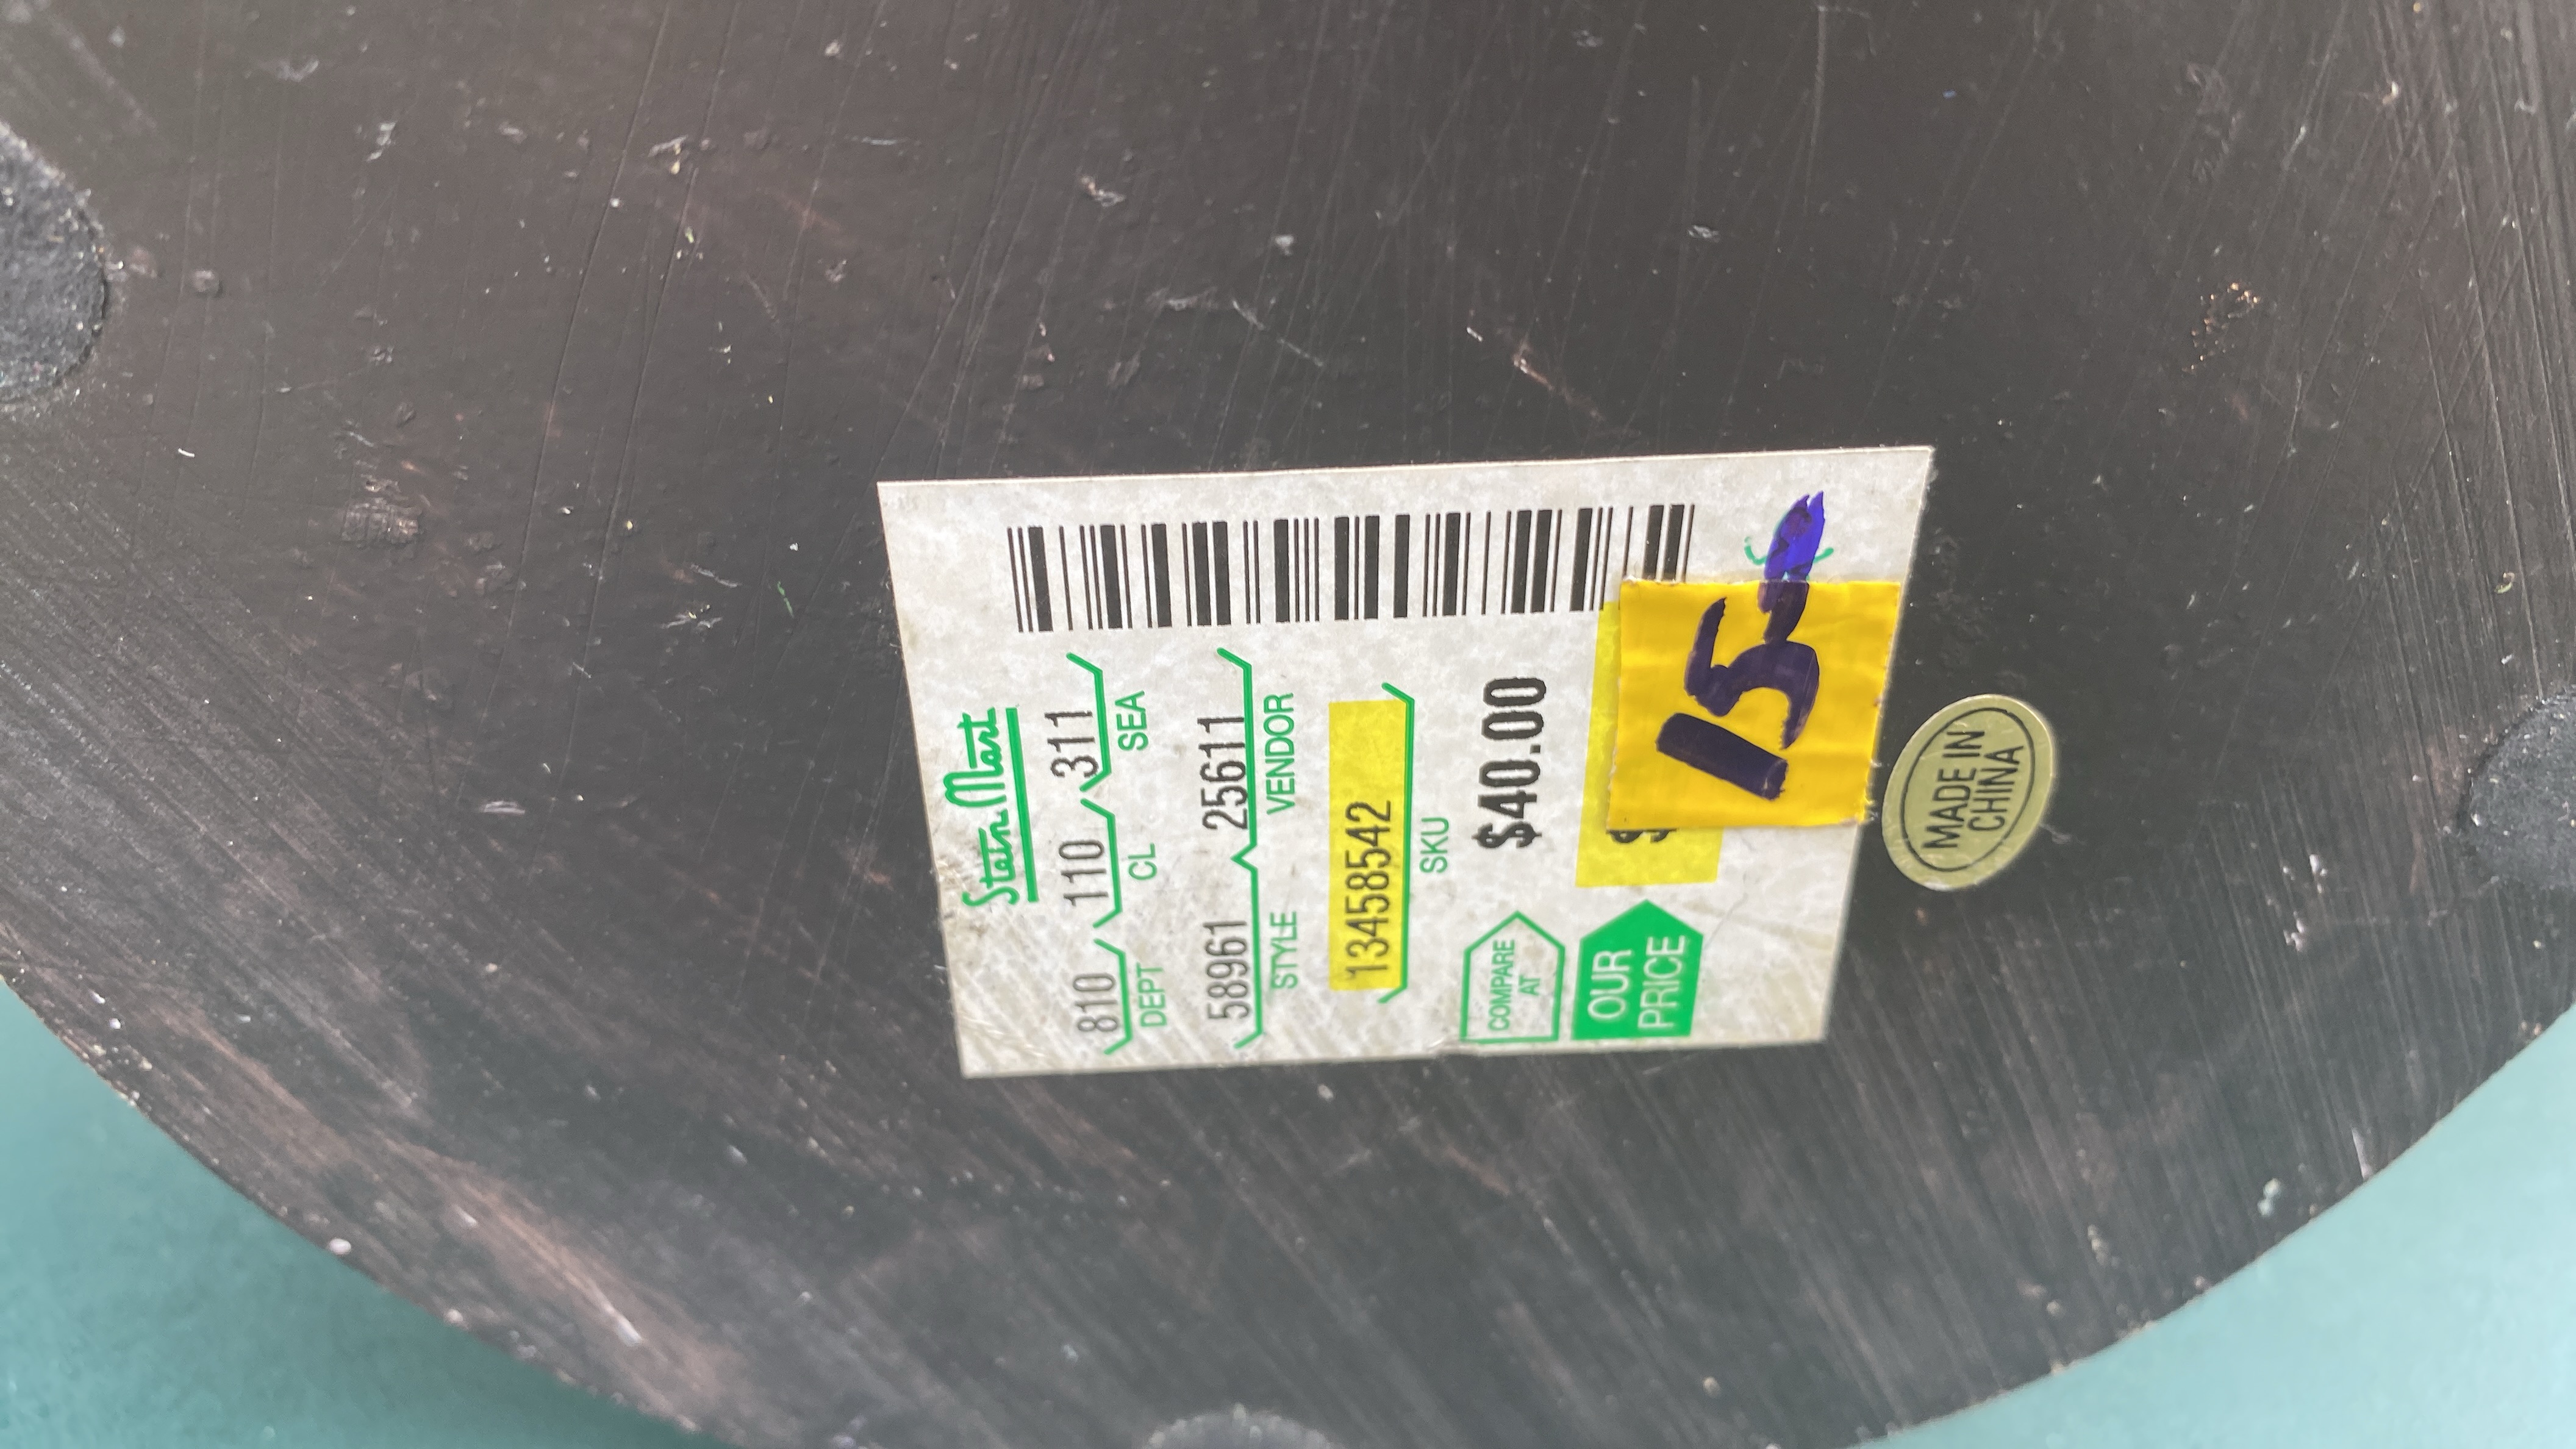 Stein Mart
810 110 311
DEPT CL SEA
58961 25611
STYLE VENDOR
13458542
SKU
COMPARE AT $40.00
OUR PRICE $
15-
MADE IN
CHINA